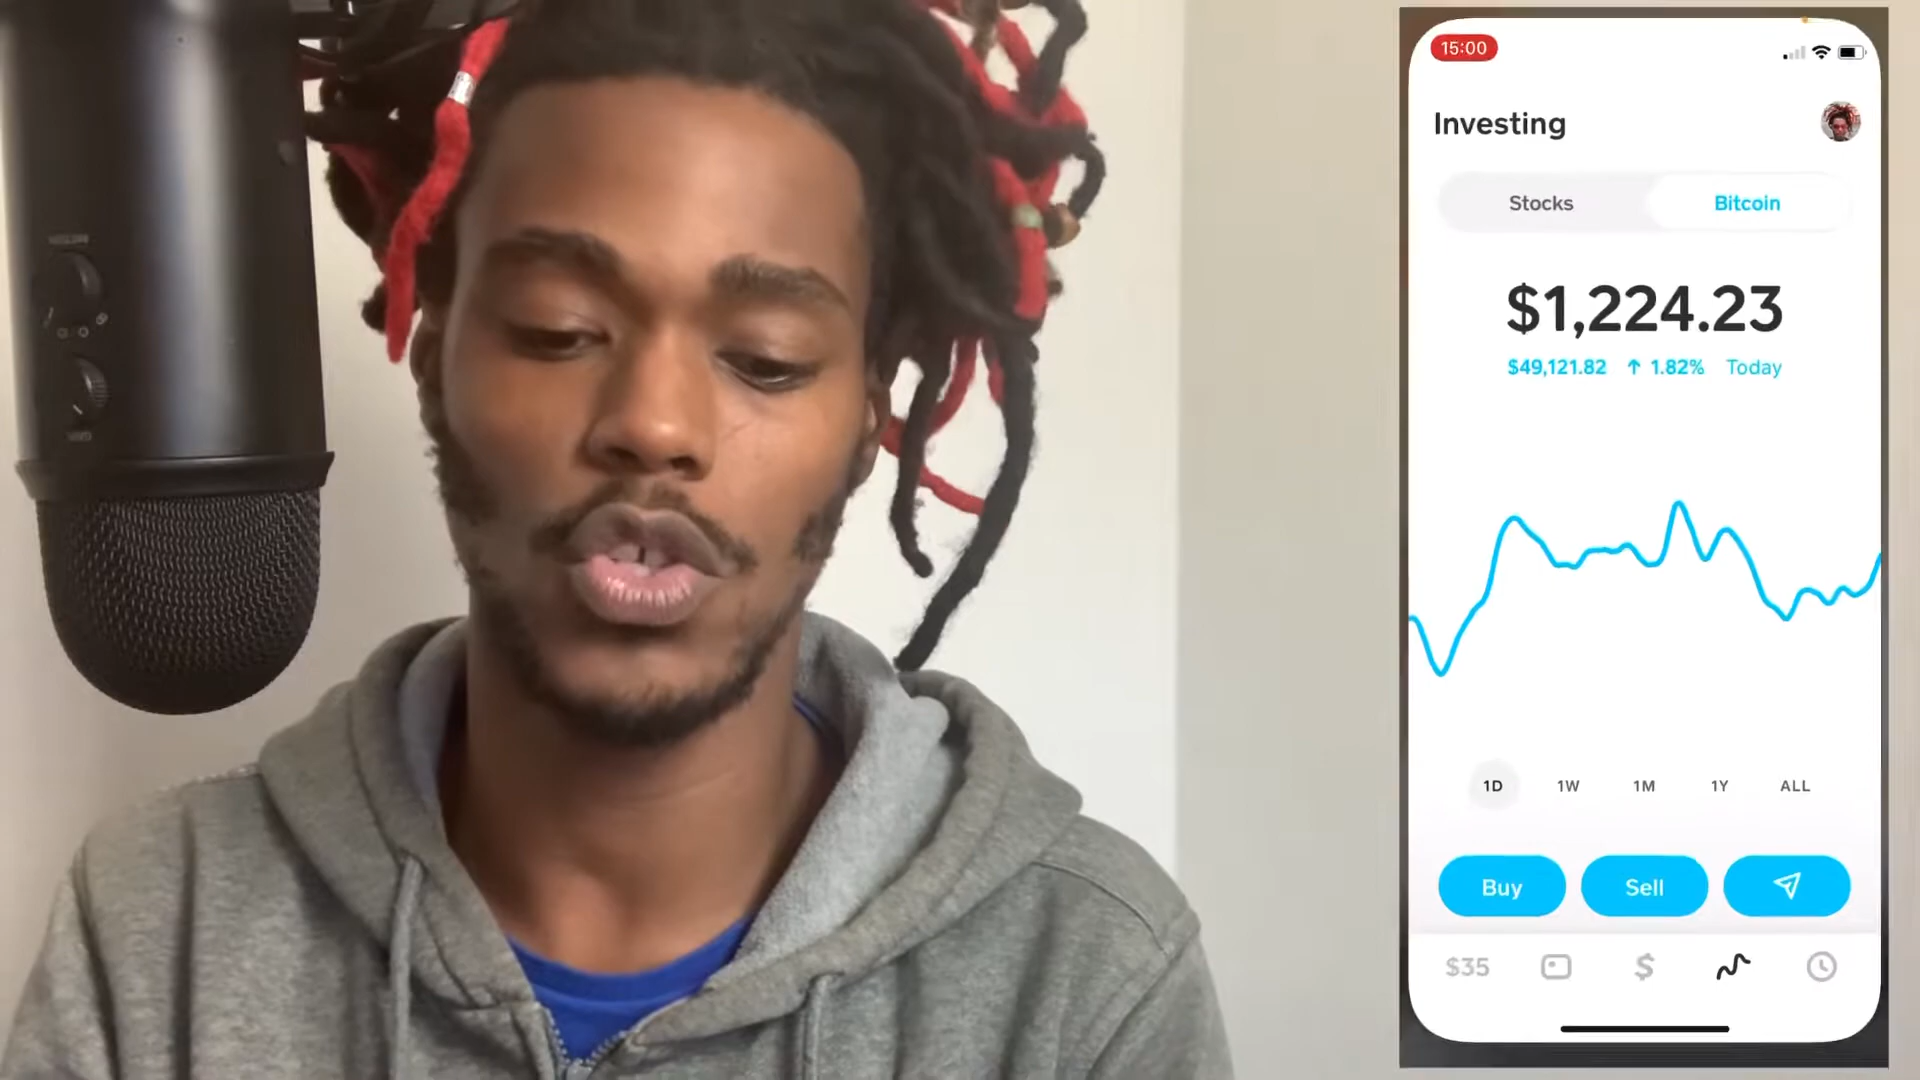 15:00
Investing
Stocks Bitcoin
$1,224.23
$49,121.82 ↑ 1.82% Today
1D 1W 1M 1Y ALL
Buy Sell
$35 $